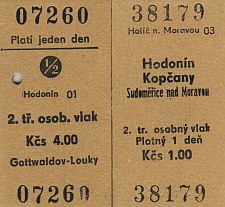 07260
Platí jeden den
1/2
Hodonín 01
2. tř. osob. vlak
Kčs 4.00
Gottwaldov-Louky
07260
38179
Holíč n. Moravou 03
Hodonín
Kopčany
Sudoměřice nad Moravou
2. tř. osobný vlak
Platný 1 deň
Kčs 1.00
38179